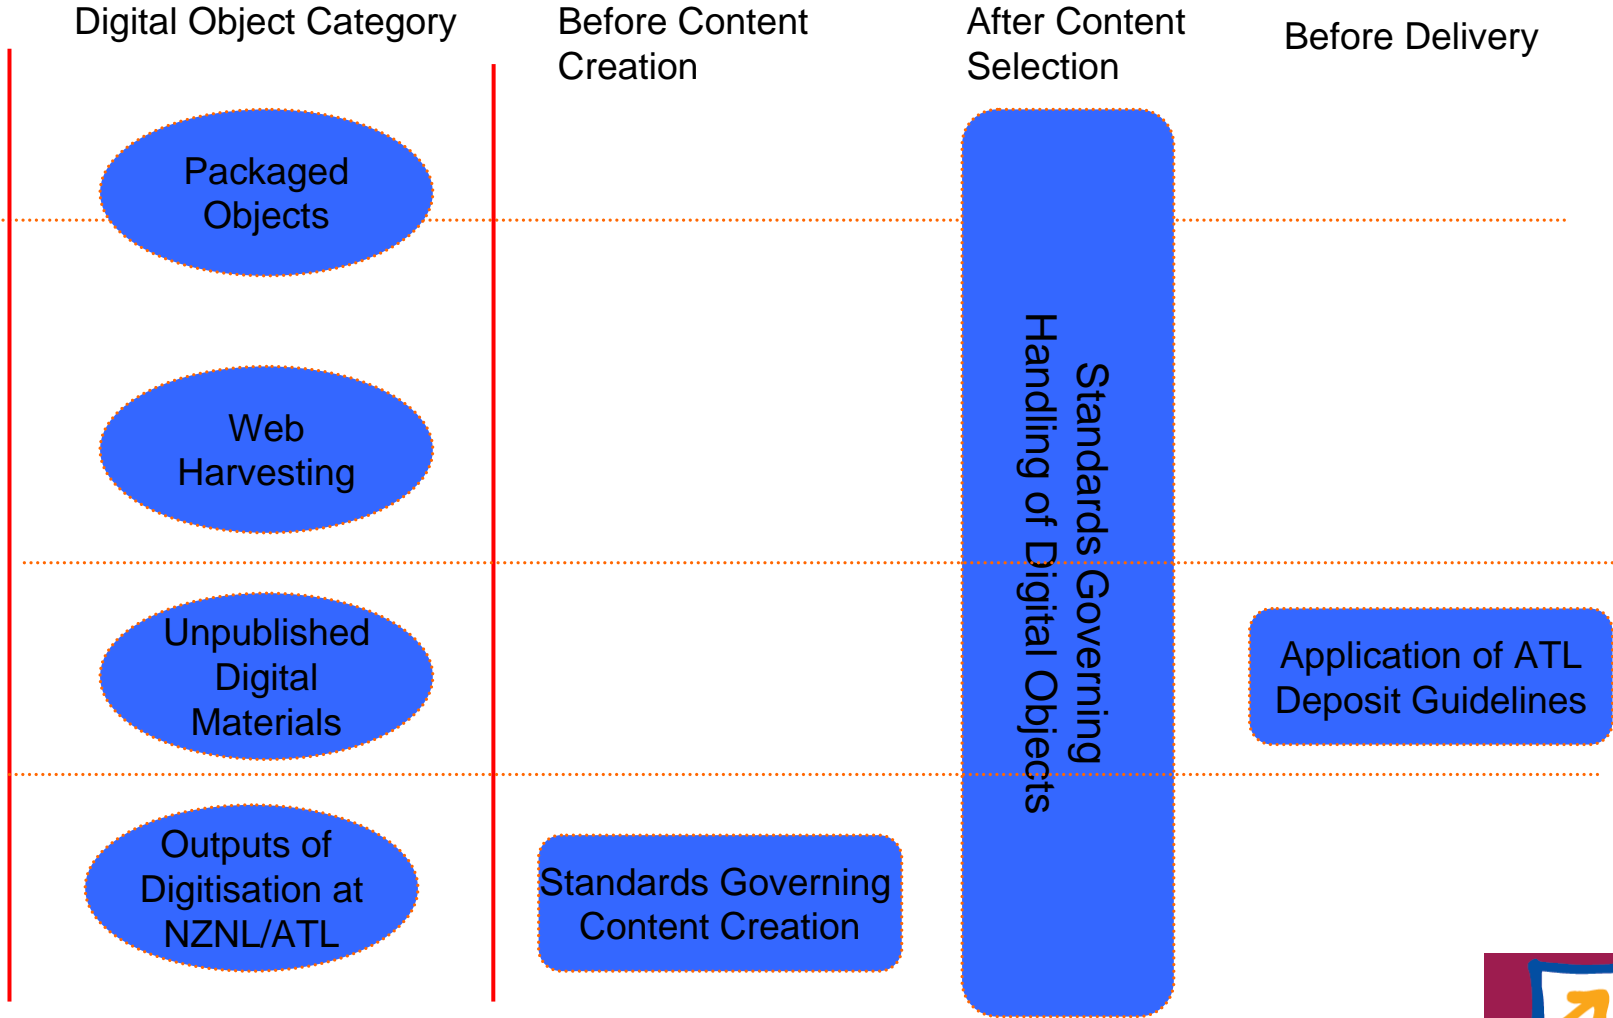 Digital Object Category
Before Content
Creation
After Content
Selection
Before Delivery
Packaged
Objects
Web
Harvesting
Unpublished
Digital
Materials
Outputs of
Digitisation at
NZNL/ATL
Standards Governing
Content Creation
Standards Governing
Handling of Digital Objects
Application of ATL
Deposit Guidelines